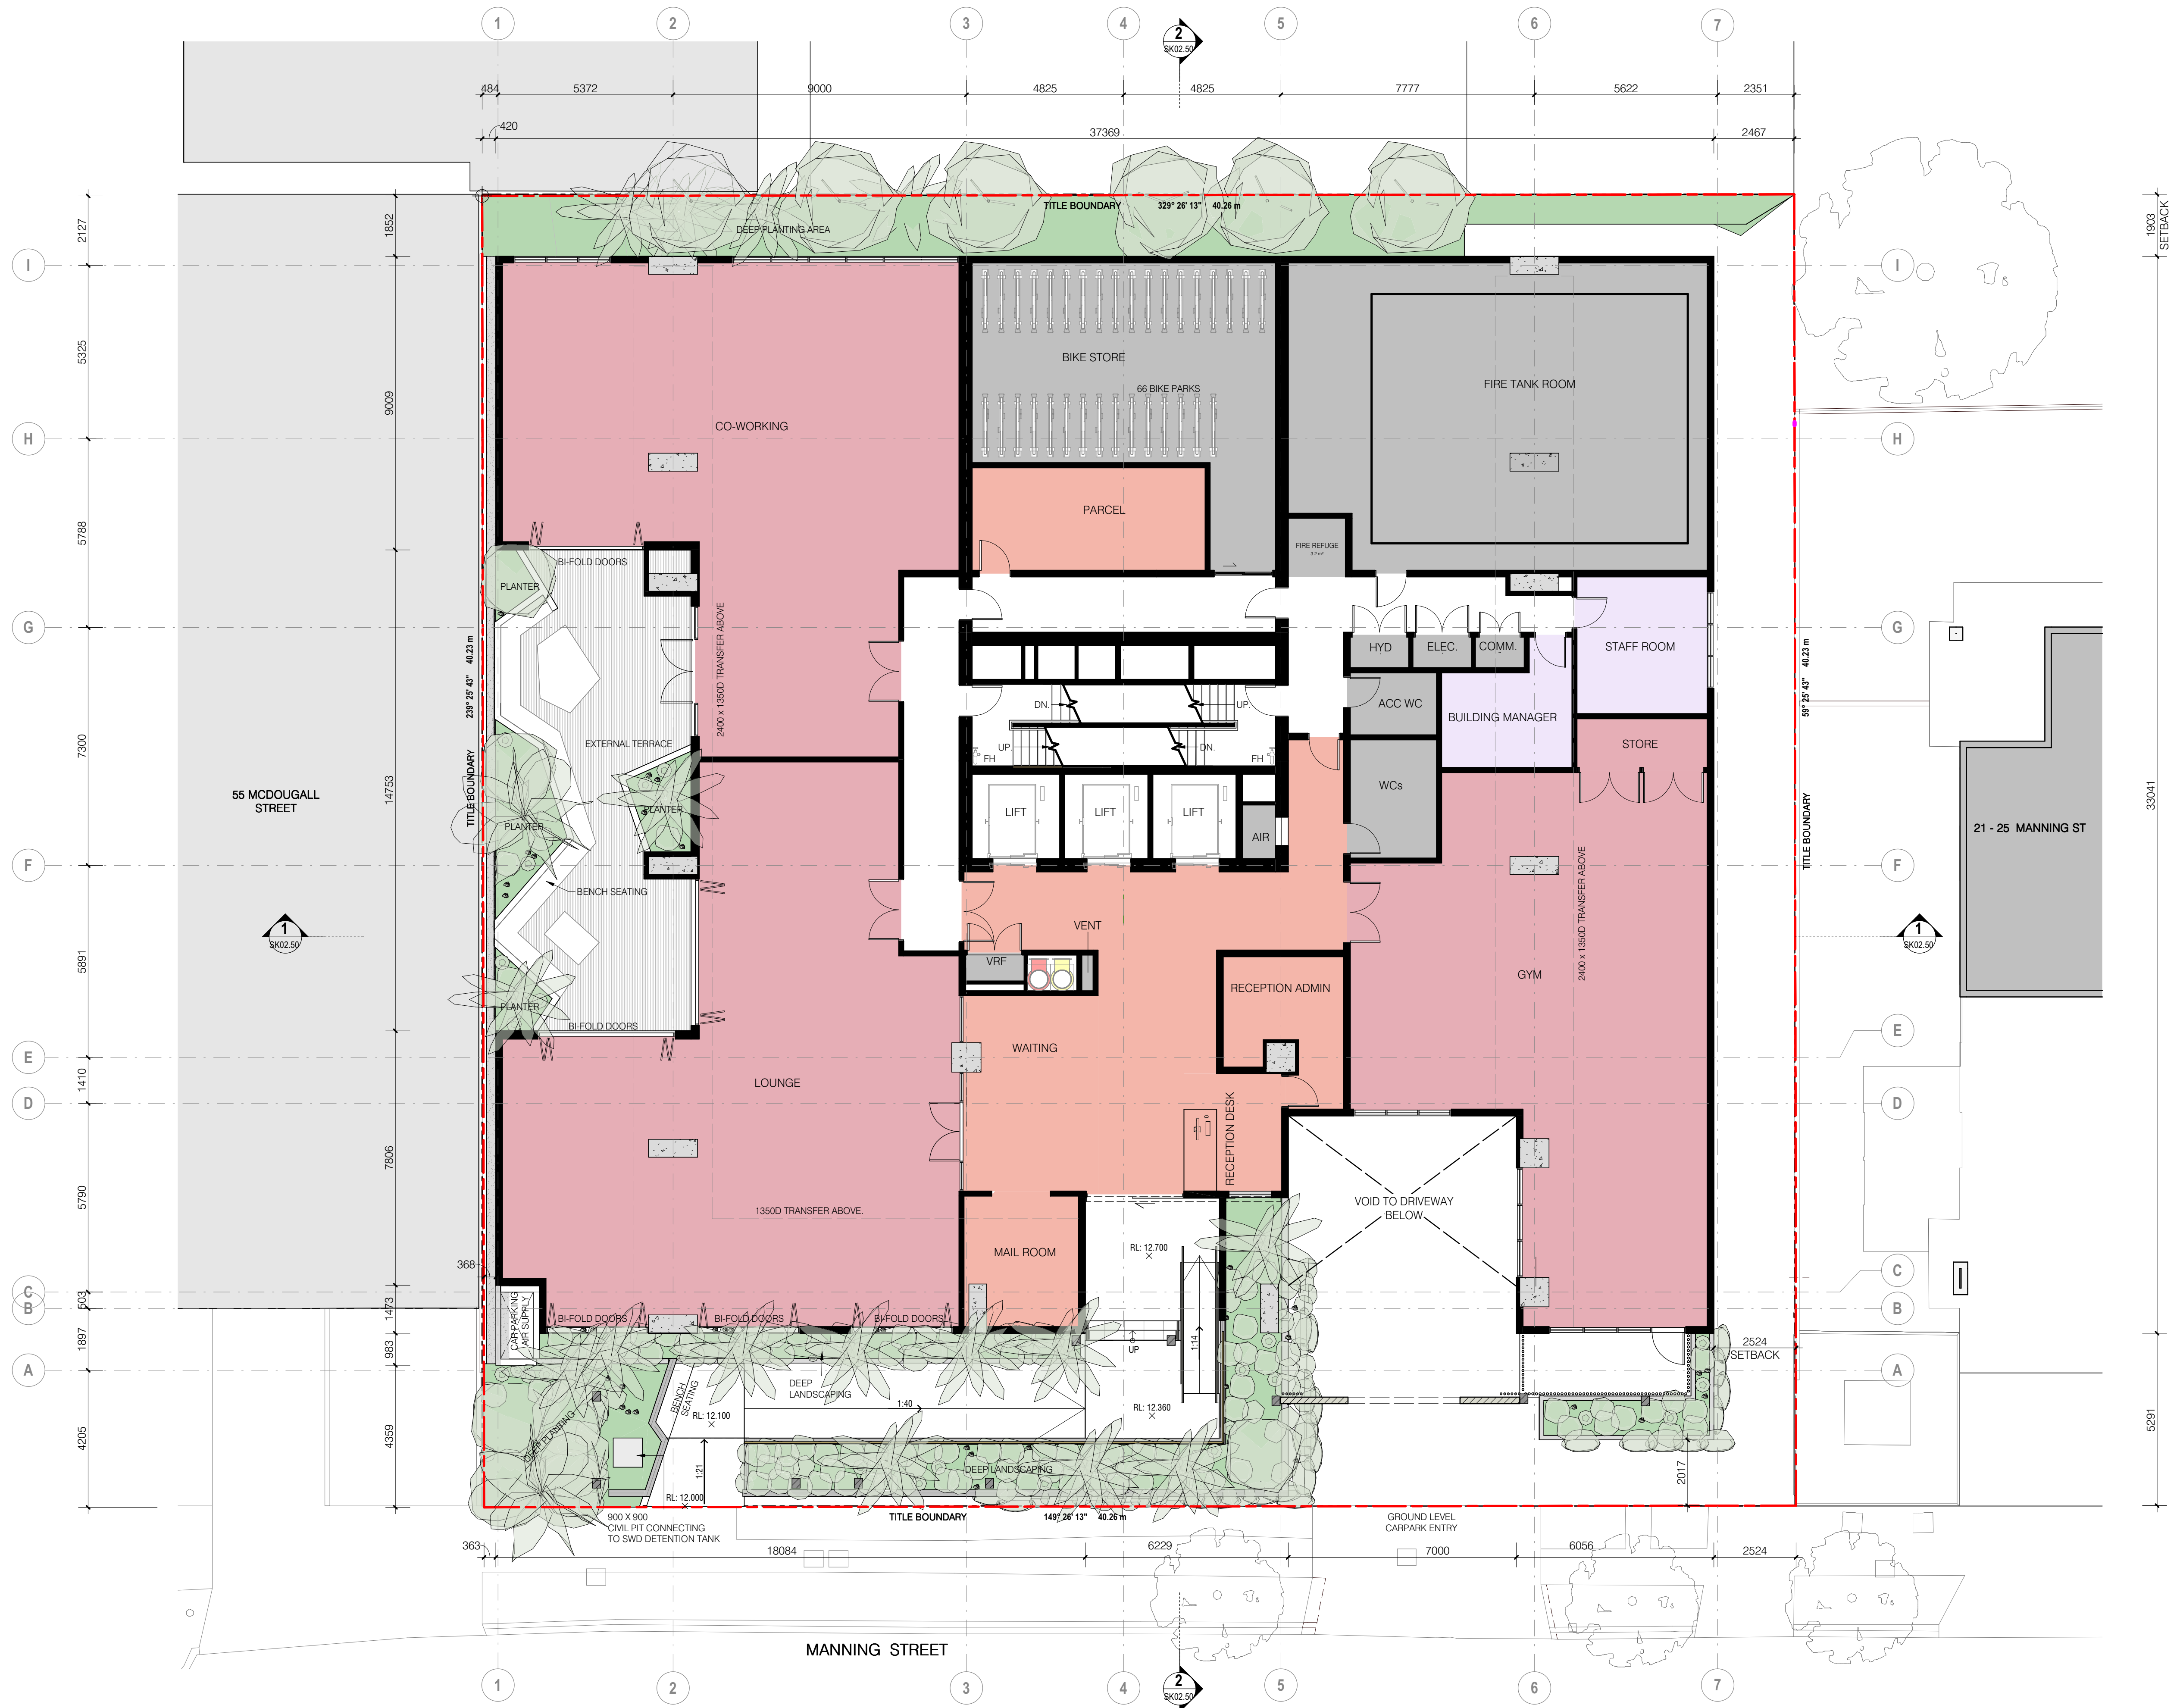 1
2
3
4
2
SK02.50
5
6
7
484
5372
9000
4825
4825
7777
5622
2351
420
37369
2467
TITLE BOUNDARY 329° 26' 13" 40.26 m
DEEP PLANTING AREA
2127
1852
1903
SETBACK
I
I
5325
9009
BIKE STORE
66 BIKE PARKS
FIRE TANK ROOM
CO-WORKING
H
H
5788
PARCEL
FIRE REFUGE
3.0 m²
BI-FOLD DOORS
PLANTER
2400 x 1350D TRANSFER ABOVE
G
G
239° 25' 43" 40.23 m
TITLE BOUNDARY
59° 25' 43" 40.23 m
TITLE BOUNDARY
HYD
ELEC.
COMM.
STAFF ROOM
ACC WC
BUILDING MANAGER
DN.
UP.
UP.
DN.
FH
FH
EXTERNAL TERRACE
STORE
7300
14753
33041
55 MCDOUGALL
STREET
PLANTER
PLANTER
LIFT
LIFT
LIFT
AIR
WCs
21 - 25 MANNING ST
F
F
BENCH SEATING
2400 x 1350D TRANSFER ABOVE
1
SK02.50
1
SK02.50
5891
VENT
VRF
RECEPTION ADMIN
GYM
PLANTER
BI-FOLD DOORS
E
E
WAITING
1410
LOUNGE
D
D
RECEPTION DESK
7806
5790
1350D TRANSFER ABOVE.
VOID TO DRIVEWAY
BELOW
MAIL ROOM
RL: 12.700
368
C
C
B
B
503
1473
CAR-PARKING
AIR SUPPLY
BI-FOLD DOORS
BI-FOLD DOORS
BI-FOLD DOORS
1897
983
UP
1:14
2524
SETBACK
A
A
DEEP
LANDSCAPING
BENCH
SEATING
1:40
RL: 12.100
RL: 12.360
DEEP PLANTING
4205
4359
5291
1:21
DEEP LANDSCAPING
2017
RL: 12.000
TITLE BOUNDARY 149° 26' 13" 40.26 m
900 X 900
CIVIL PIT CONNECTING
TO SWD DETENTION TANK
GROUND LEVEL
CARPARK ENTRY
363
18084
6229
7000
6056
2524
MANNING STREET
1
2
3
4
2
SK02.50
5
6
7